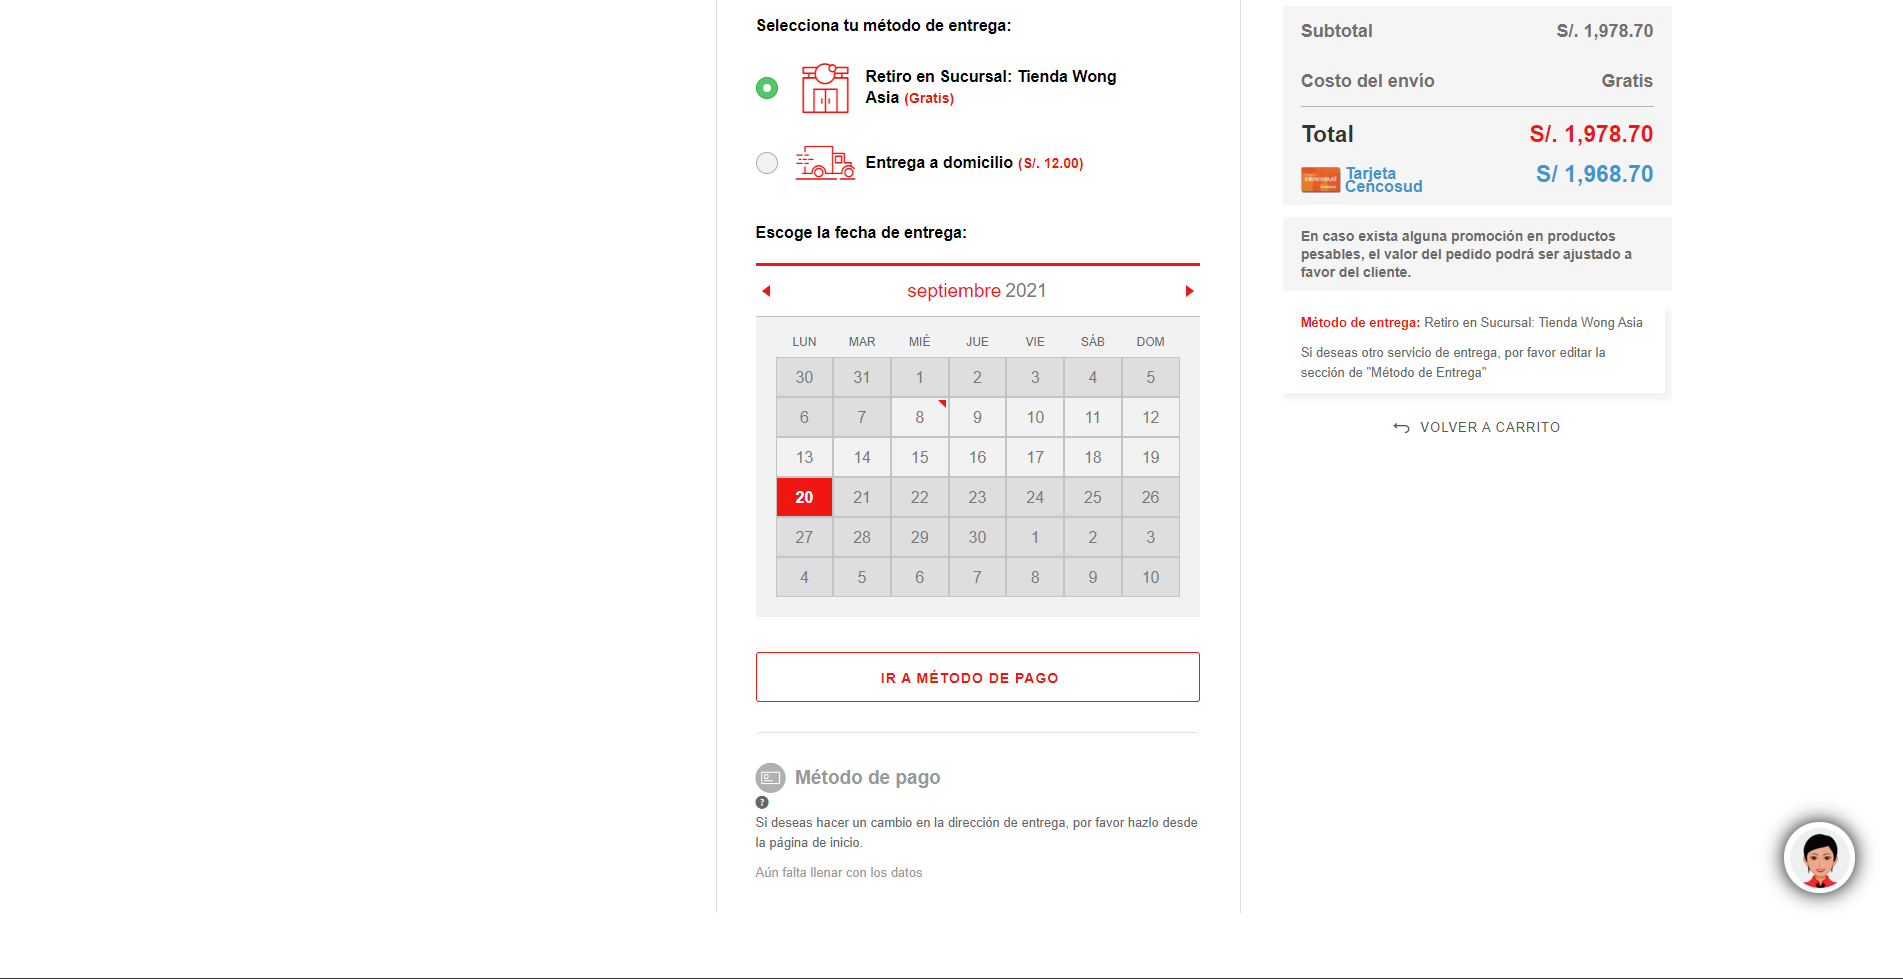 Selecciona tu método de entrega:
Retiro en Sucursal: Tienda Wong
Asia (Gratis)
Entrega a domicilio (S/. 12.00)
Escoge la fecha de entrega:
septiembre 2021
LUN MAR MIÉ JUE VIE SÁB DOM
30 31 1 2 3 4 5
6 7 8 9 10 11 12
13 14 15 16 17 18 19
20 21 22 23 24 25 26
27 28 29 30 1 2 3
4 5 6 7 8 9 10
IR A MÉTODO DE PAGO
Método de pago
?
Si deseas hacer un cambio en la dirección de entrega, por favor hazlo desde
la página de inicio.
Aún falta llenar con los datos
Subtotal S/. 1,978.70
Costo del envío Gratis
Total S/. 1,978.70
cencosud
Tarjeta
Cencosud
S/ 1,968.70
En caso exista alguna promoción en productos
pesables, el valor del pedido podrá ser ajustado a
favor del cliente.
Método de entrega: Retiro en Sucursal: Tienda Wong Asia
Si deseas otro servicio de entrega, por favor editar la
sección de "Método de Entrega"
VOLVER A CARRITO